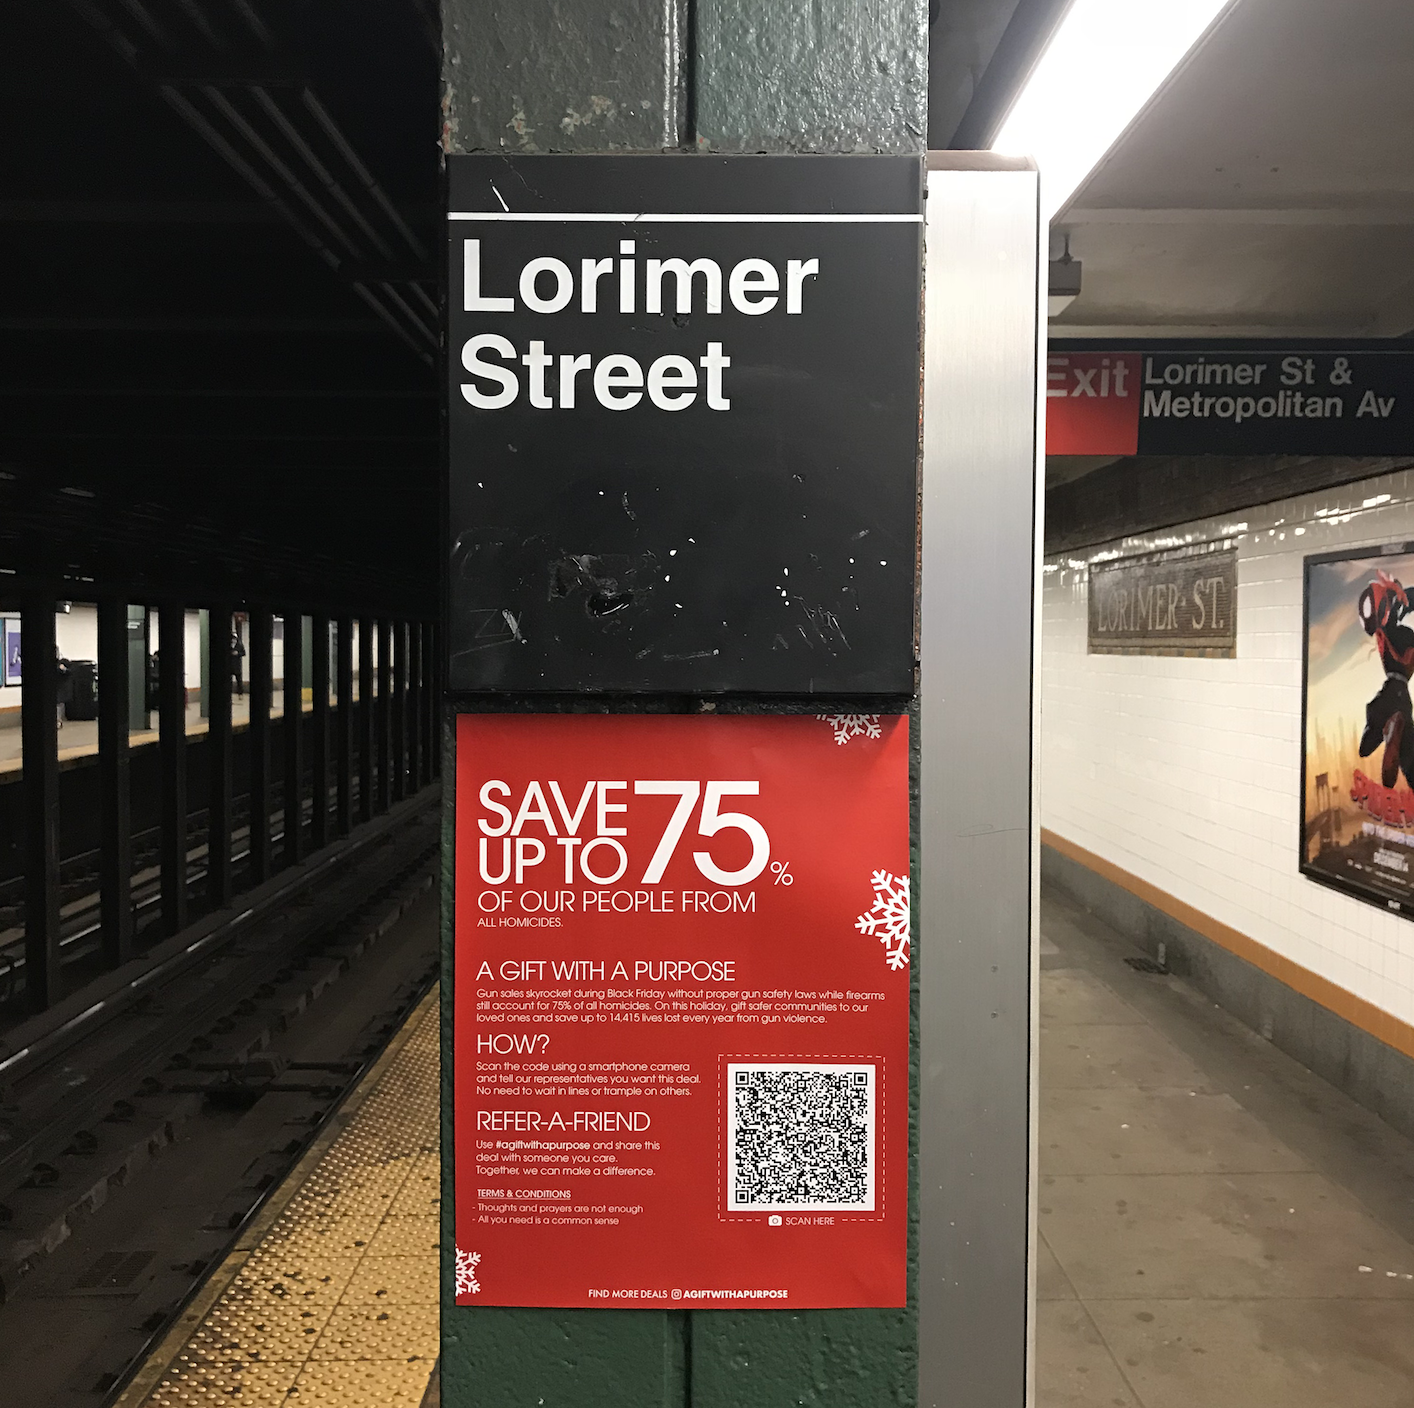 Lorimer
Street
Exit
Lorimer St &
Metropolitan Av
LORIMER·ST.
SAVE
UP TO 75%
OF OUR PEOPLE FROM
ALL HOMICIDES.
A GIFT WITH A PURPOSE
Gun sales skyrocket during Black Friday without proper gun safety laws while firearms
still account for 75% of all homicides. On this holiday, gift safer communities to our
loved ones and save up to 14,415 lives lost every year from gun violence.
HOW?
Scan the code using a smartphone camera
and tell our representatives you want this deal.
No need to wait in lines or trample on others.
REFER-A-FRIEND
Use #agiftwithapurpose and share this
deal with someone you care.
Together, we can make a difference.
TERMS & CONDITIONS
- Thoughts and prayers are not enough
- All you need is a common sense
SCAN HERE
FIND MORE DEALS AGIFTWITHAPURPOSE